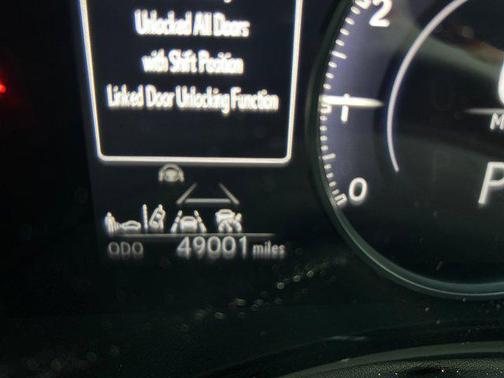 Unlocked All Doors
with Shift Position
Linked Door Unlocking Function
2
1
0
M
P
ODO 49001 miles